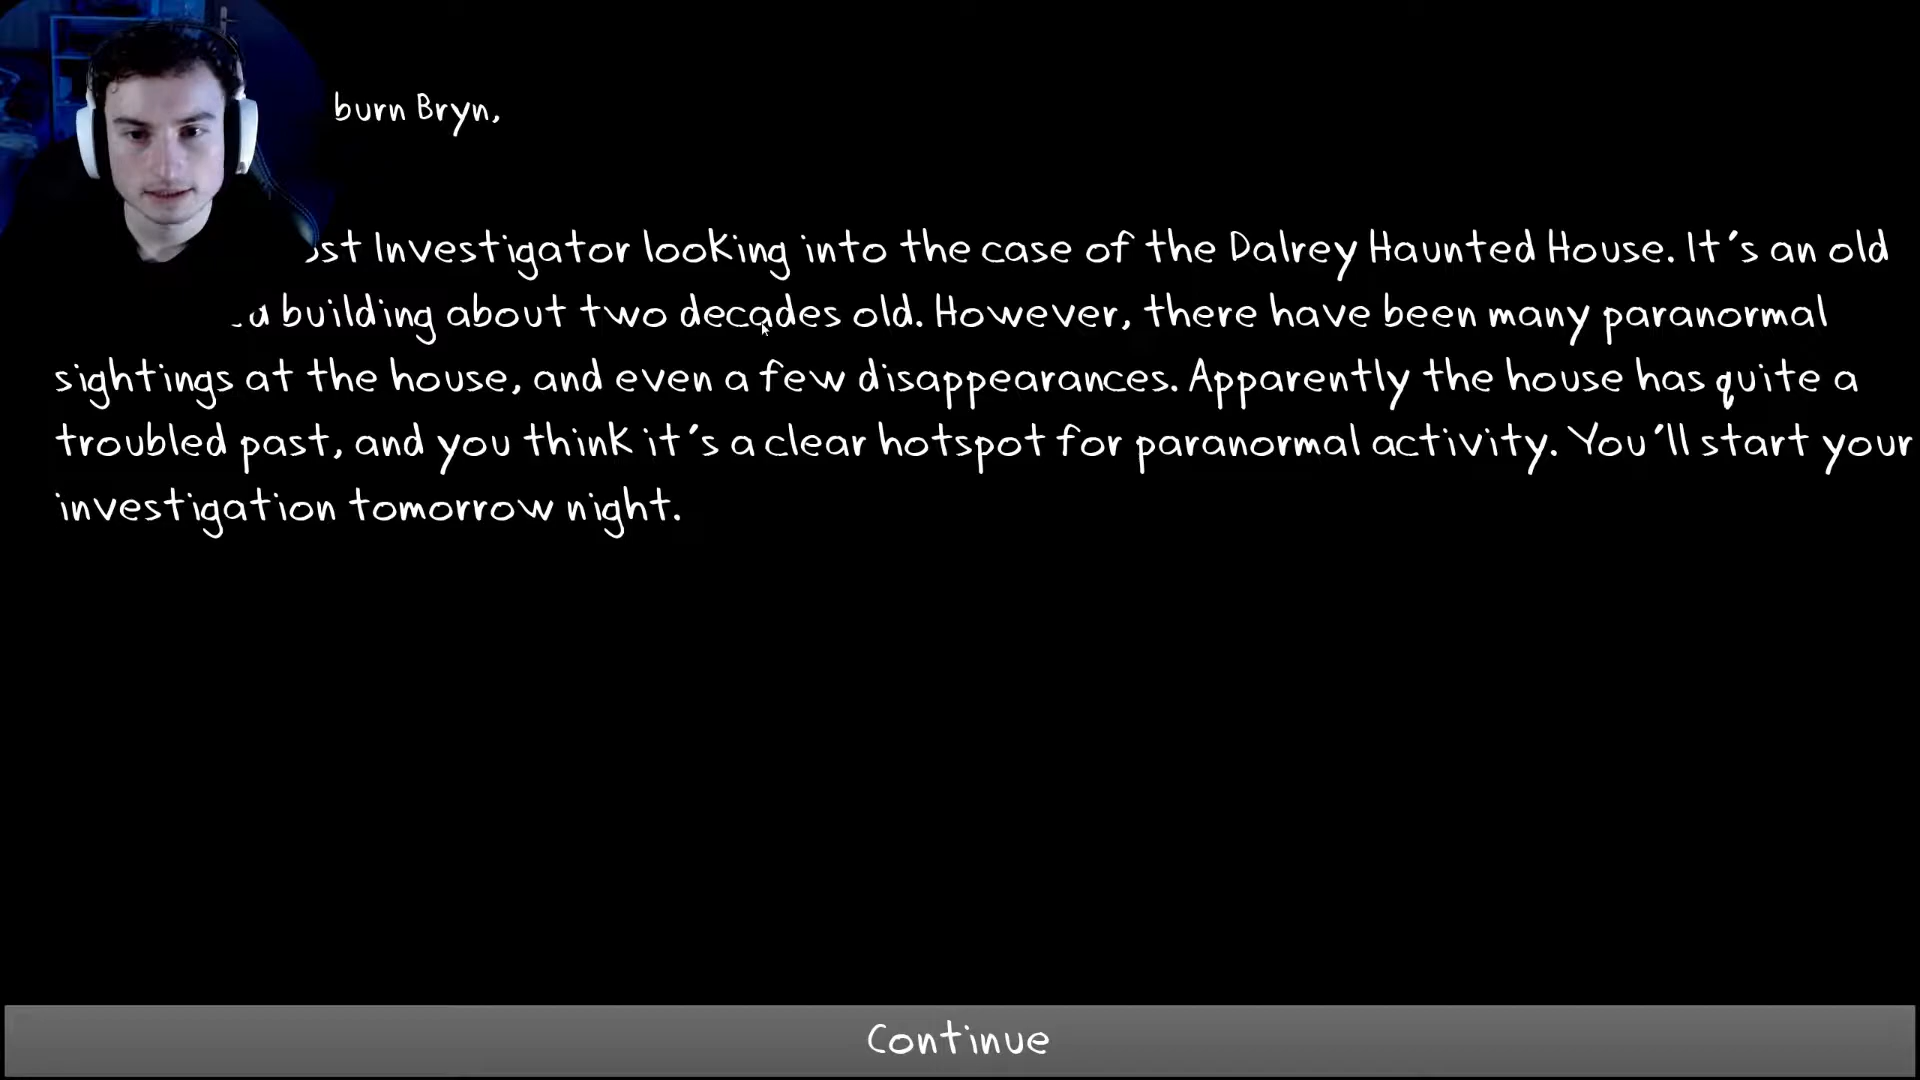 burn Bryn,
Investigator looking into the case of the Dalrey Haunted House. It's an old
building about two decades old. However, there have been many paranormal
sightings at the house, and even a few disappearances. Apparently the house has quite a
troubled past, and you think it's a clear hotspot for paranormal activity. You'll start your
investigation tomorrow night.
Continue